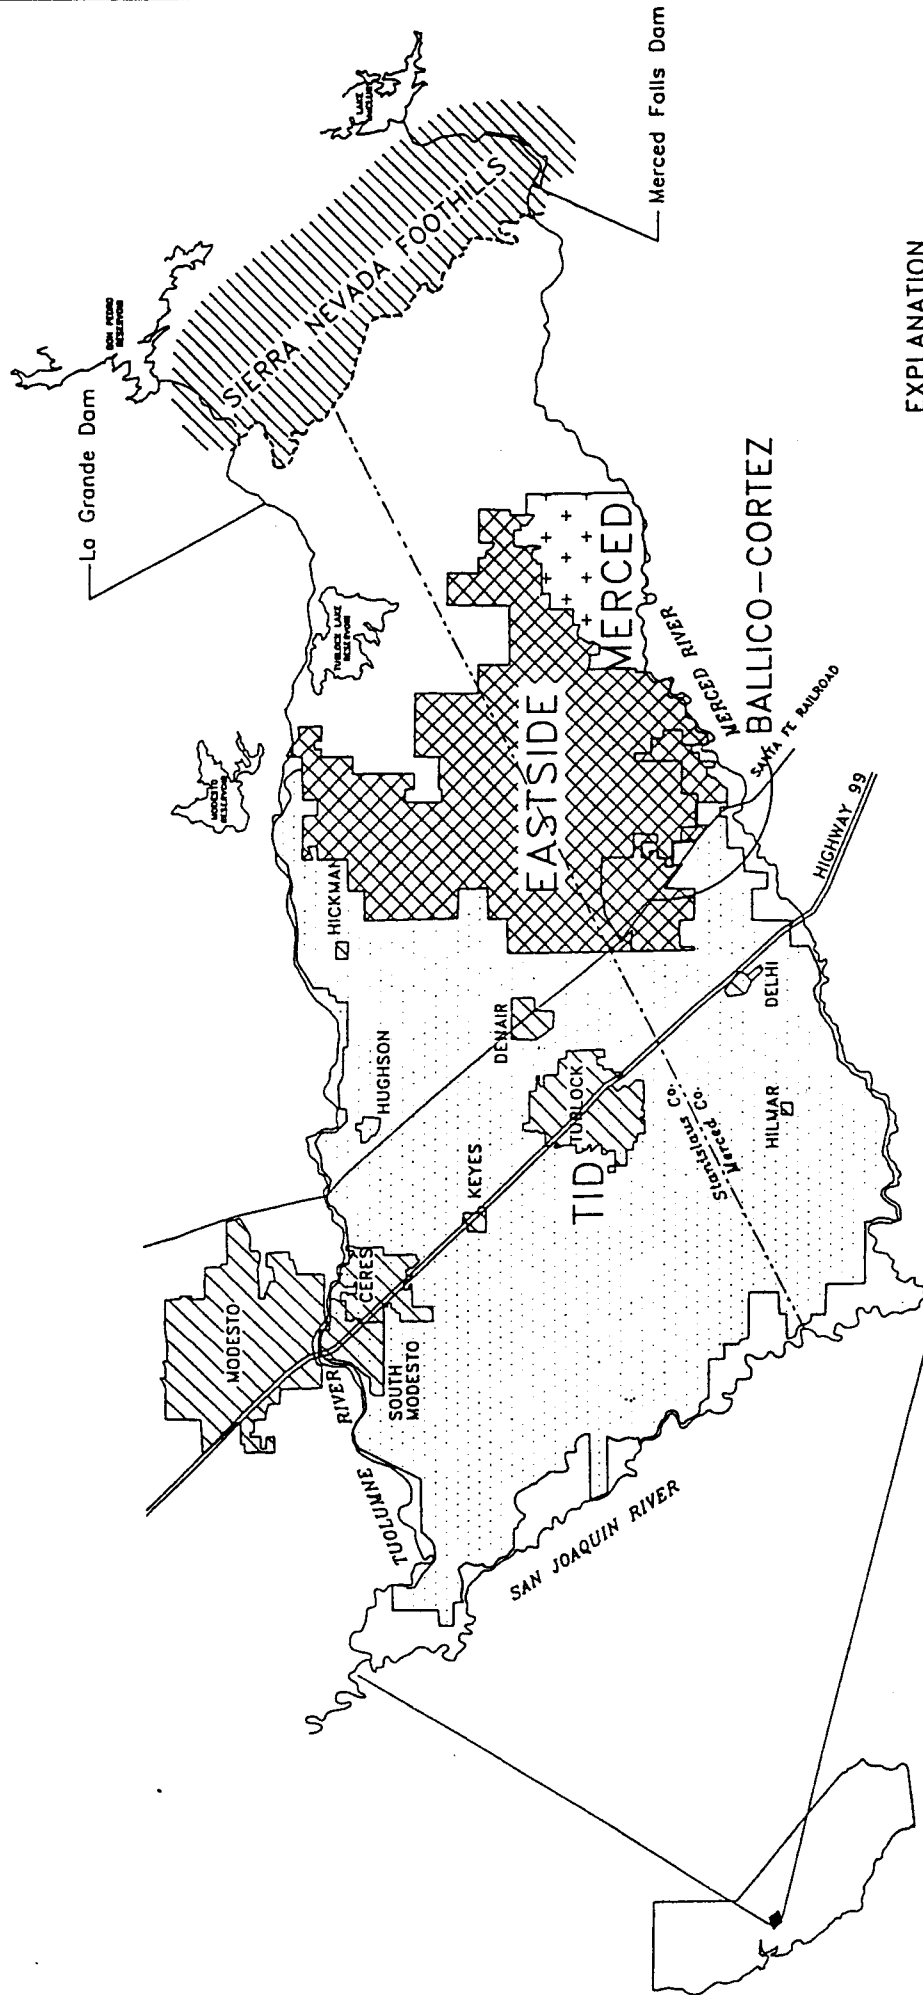 La Grande Dam
DON PEDRO
RESERVOIR
LAKE
MCCLURE
SIERRA NEVADA FOOTHILLS
Merced Falls Dam
MODESTO
RESERVOIR
TURLOCK LAKE
RESERVOIR
HICKMAN
EASTSIDE
MERCED
MERCED RIVER
BALLICO-CORTEZ
SANTA FE RAILROAD
HIGHWAY 99
MODESTO
RIVER
TUOLUMNE
CERES
SOUTH
MODESTO
HUGHSON
KEYES
DENAIR
TURLOCK
TID
DELHI
HILMAR
Stanislaus Co.
Merced Co.
SAN JOAQUIN RIVER
EXPLANATION